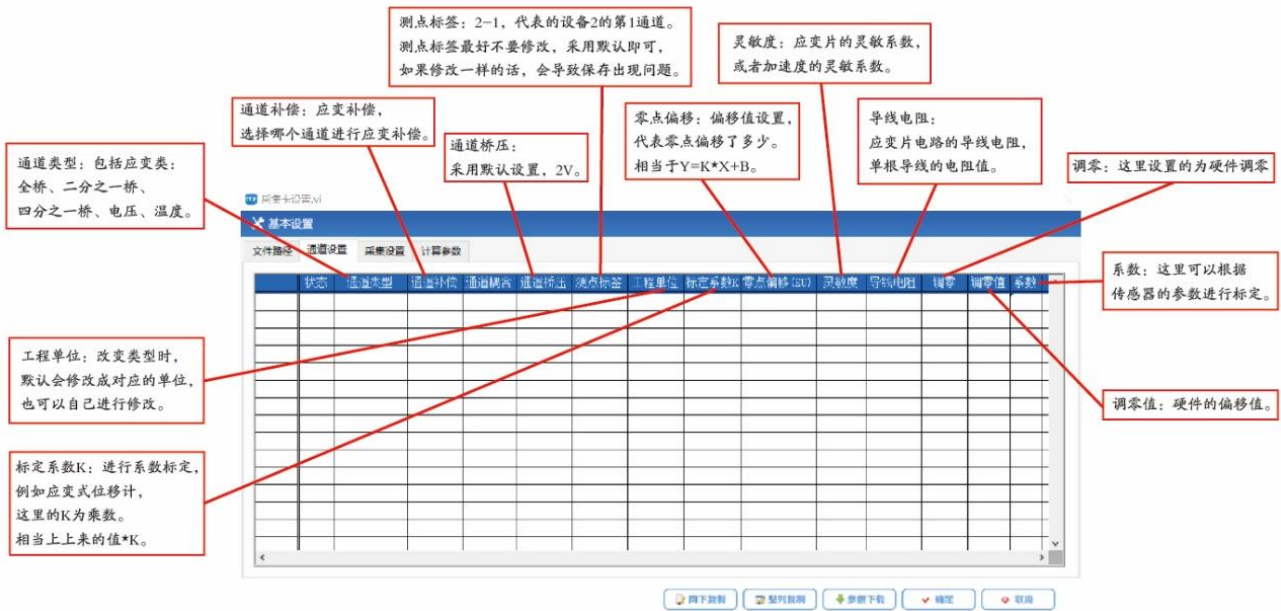 测点标签：2-1，代表的设备2的第1通道。
测点标签最好不要修改，采用默认即可，
如果修改一样的话，会导致保存出现问题。
灵敏度：应变片的灵敏系数，
或者加速度的灵敏系数。
通道补偿：应变补偿，
选择哪个通道进行应变补偿。
零点偏移：偏移值设置，
代表零点偏移了多少。
相当于Y=K*X+B。
导线电阻：
应变片电路的导线电阻，
单根导线的电阻值。
通道桥压：
采用默认设置，2V。
通道类型：包括应变类：
全桥、二分之一桥、
四分之一桥、电压、温度。
调零：这里设置的为硬件调零
采集卡设置.vi
基本设置
文件路径 通道设置 采集设置 计算参数
状态 通道类型 通道补偿 通道耦合 通道桥压 测点标签 工程单位 标定系数K 零点偏移(EU) 灵敏度 导线电阻 调零 调零值 系数
系数：这里可以根据
传感器的参数进行标定。
工程单位：改变类型时，
默认会修改成对应的单位，
也可以自己进行修改。
调零值：硬件的偏移值。
标定系数K：进行系数标定，
例如应变式位移计，
这里的K为乘数。
相当上上来的值*K。
向下复制 整列复制 参数下载 确定 取消